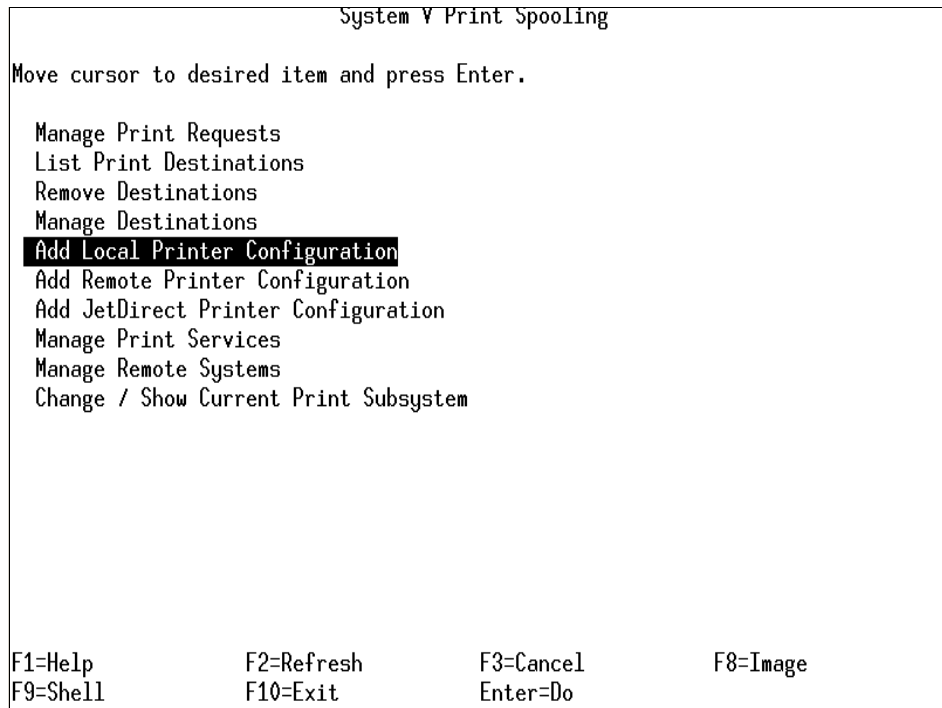 System V Print Spooling
Move cursor to desired item and press Enter.
Manage Print Requests
List Print Destinations
Remove Destinations
Manage Destinations
Add Local Printer Configuration
Add Remote Printer Configuration
Add JetDirect Printer Configuration
Manage Print Services
Manage Remote Systems
Change / Show Current Print Subsystem
F1=Help F2=Refresh F3=Cancel F8=Image
F9=Shell F10=Exit Enter=Do